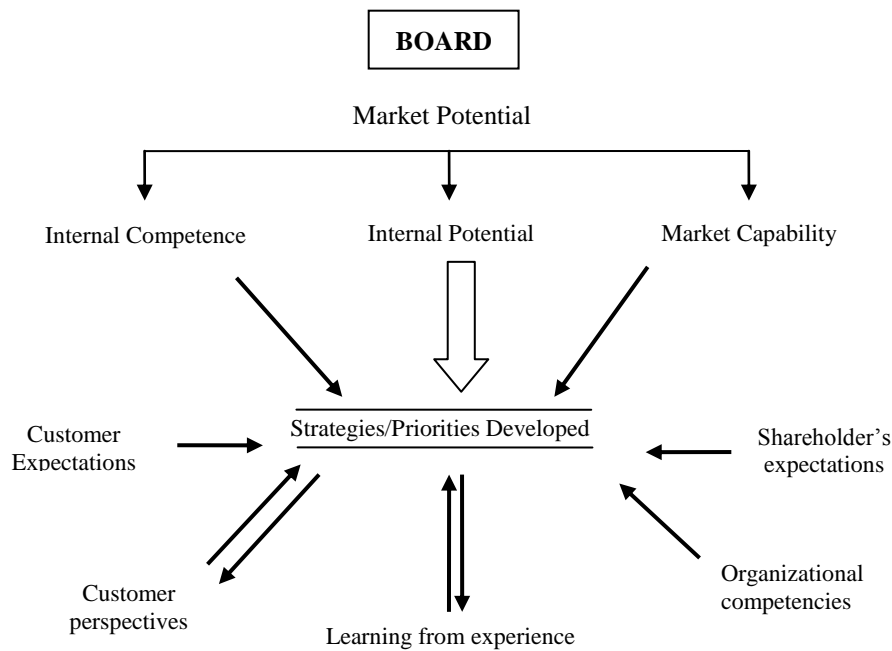 BOARD
Market Potential
Internal Competence
Internal Potential
Market Capability
Strategies/Priorities Developed
Customer
Expectations
Shareholder's
expectations
Customer
perspectives
Learning from experience
Organizational
competencies